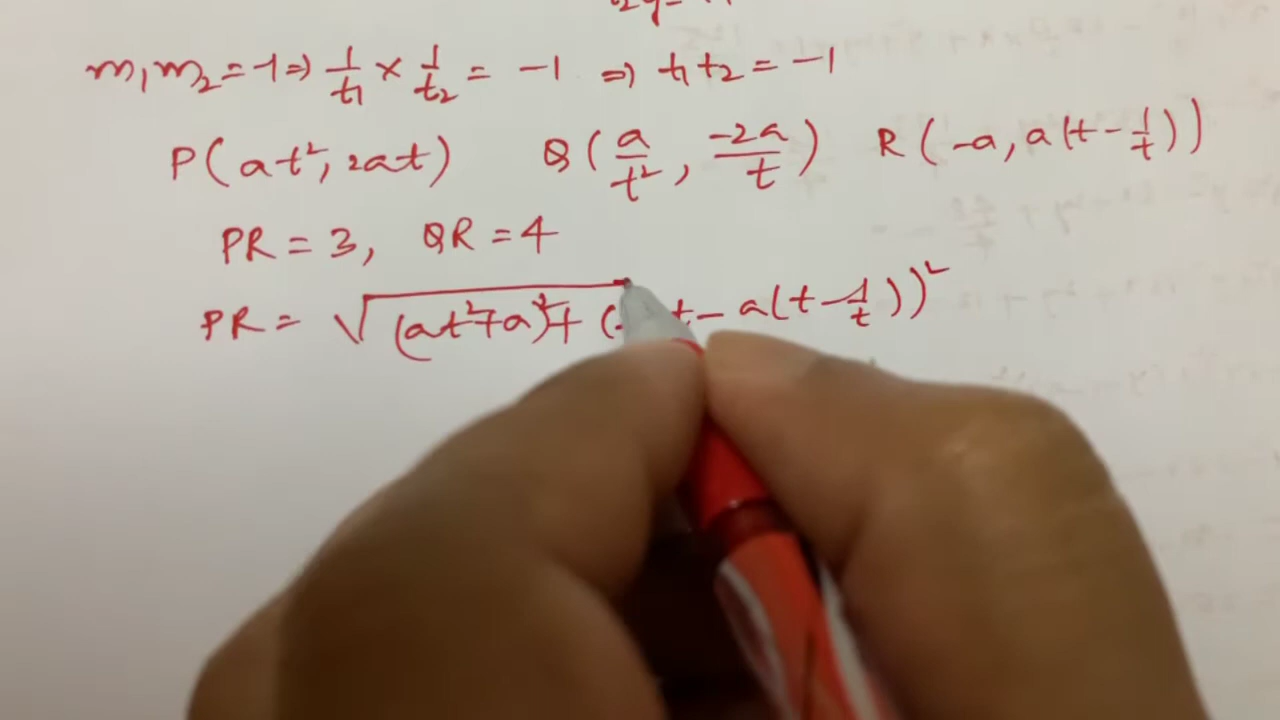 m₁m₂ = -1 ⇒ 1/t₁ × 1/t₂ = -1 ⇒ t₁t₂ = -1
P(at², 2at) Q(a/t², -2a/t) R(-a, a(t - 1/t))
PR = 3, QR = 4
PR = √(at²+a)² + ( t - a(t - 1/t))²